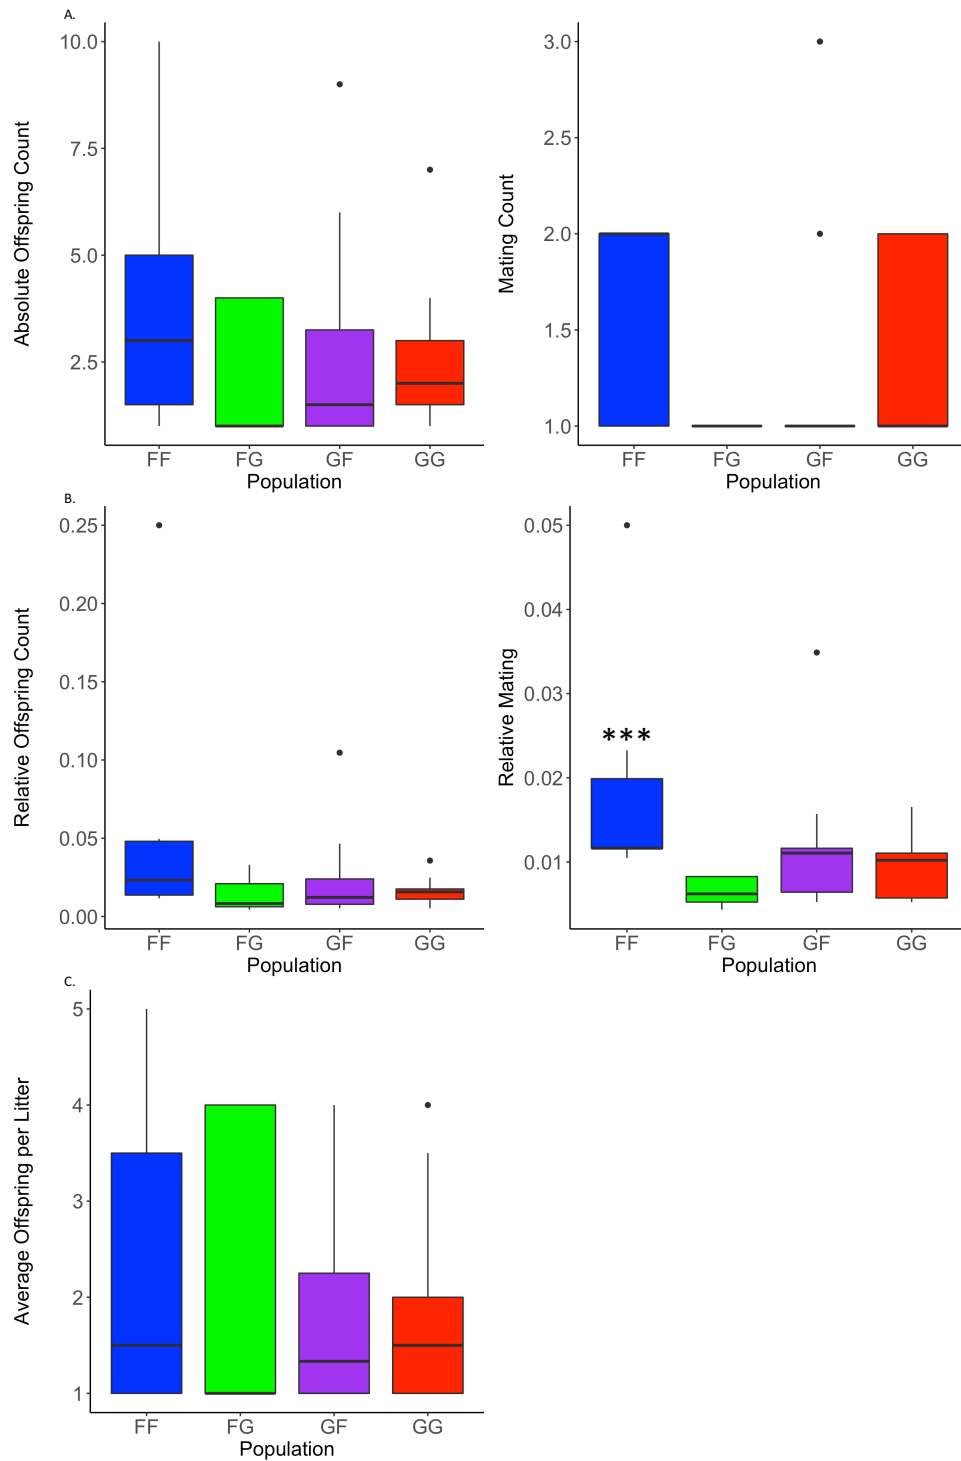 A.
Absolute Offspring Count
10.0
7.5
5.0
2.5
FF FG GF GG
Population
Mating Count
3.0
2.5
2.0
1.5
1.0
FF FG GF GG
Population
B.
Relative Offspring Count
0.25
0.20
0.15
0.10
0.05
0.00
FF FG GF GG
Population
Relative Mating
0.05
0.04
0.03
0.02
0.01
***
FF FG GF GG
Population
C.
Average Offspring per Litter
5
4
3
2
1
FF FG GF GG
Population